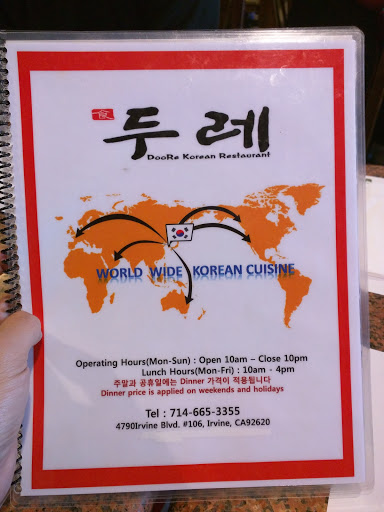 食
두레
DooRe Korean Restaurant
WORLD WIDE KOREAN CUISINE
Operating Hours(Mon-Sun) : Open 10am – Close 10pm
Lunch Hours(Mon-Fri) : 10am - 4pm
주말과 공휴일에는 Dinner 가격이 적용됩니다
Dinner price is applied on weekends and holidays
Tel : 714-665-3355
4790Irvine Blvd. #106, Irvine, CA92620